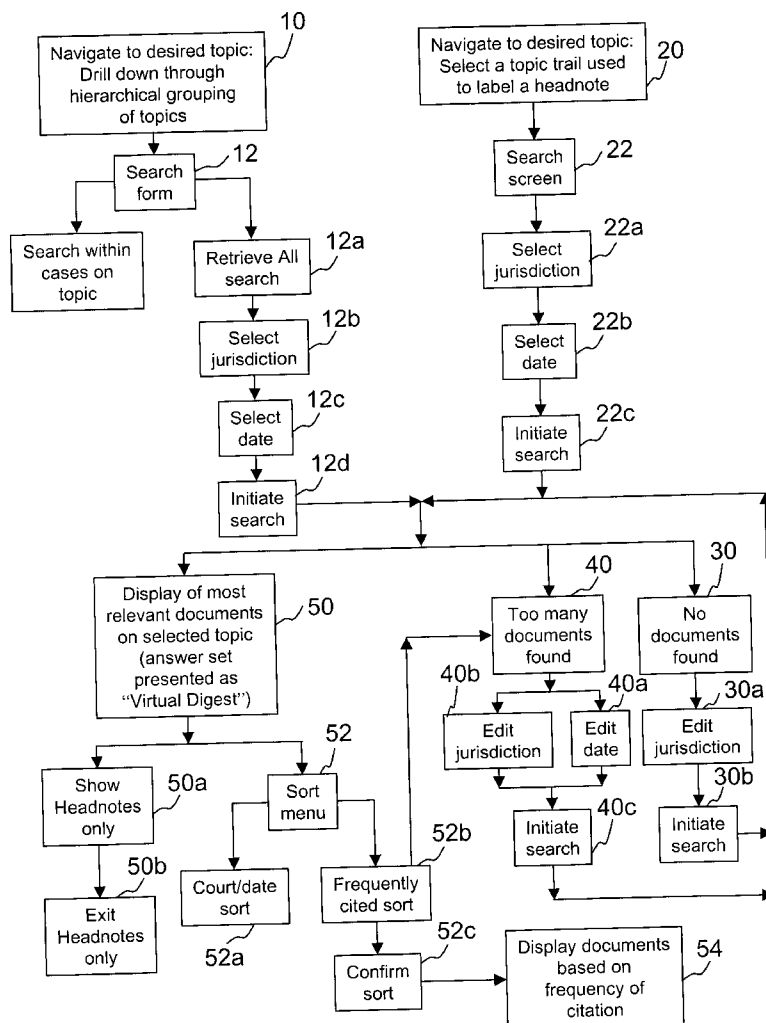 10
Navigate to desired topic:
Drill down through
hierarchical grouping
of topics
12
Search
form
Search within
cases on
topic
Retrieve All
search
12a
12b
Select
jurisdiction
12c
Select
date
12d
Initiate
search
Navigate to desired topic:
Select a topic trail used
to label a headnote
20
Search
screen
22
22a
Select
jurisdiction
22b
Select
date
22c
Initiate
search
Display of most
relevant documents
on selected topic
(answer set
presented as
“Virtual Digest”)
50
40
Too many
documents
found
30
No
documents
found
40b
Edit
jurisdiction
40a
Edit
date
30a
Edit
jurisdiction
40c
Initiate
search
30b
Initiate
search
Show
Headnotes
only
50a
50b
Exit
Headnotes
only
52
Sort
menu
Court/date
sort
52a
52b
Frequently
cited sort
52c
Confirm
sort
Display documents
based on
frequency of
citation
54